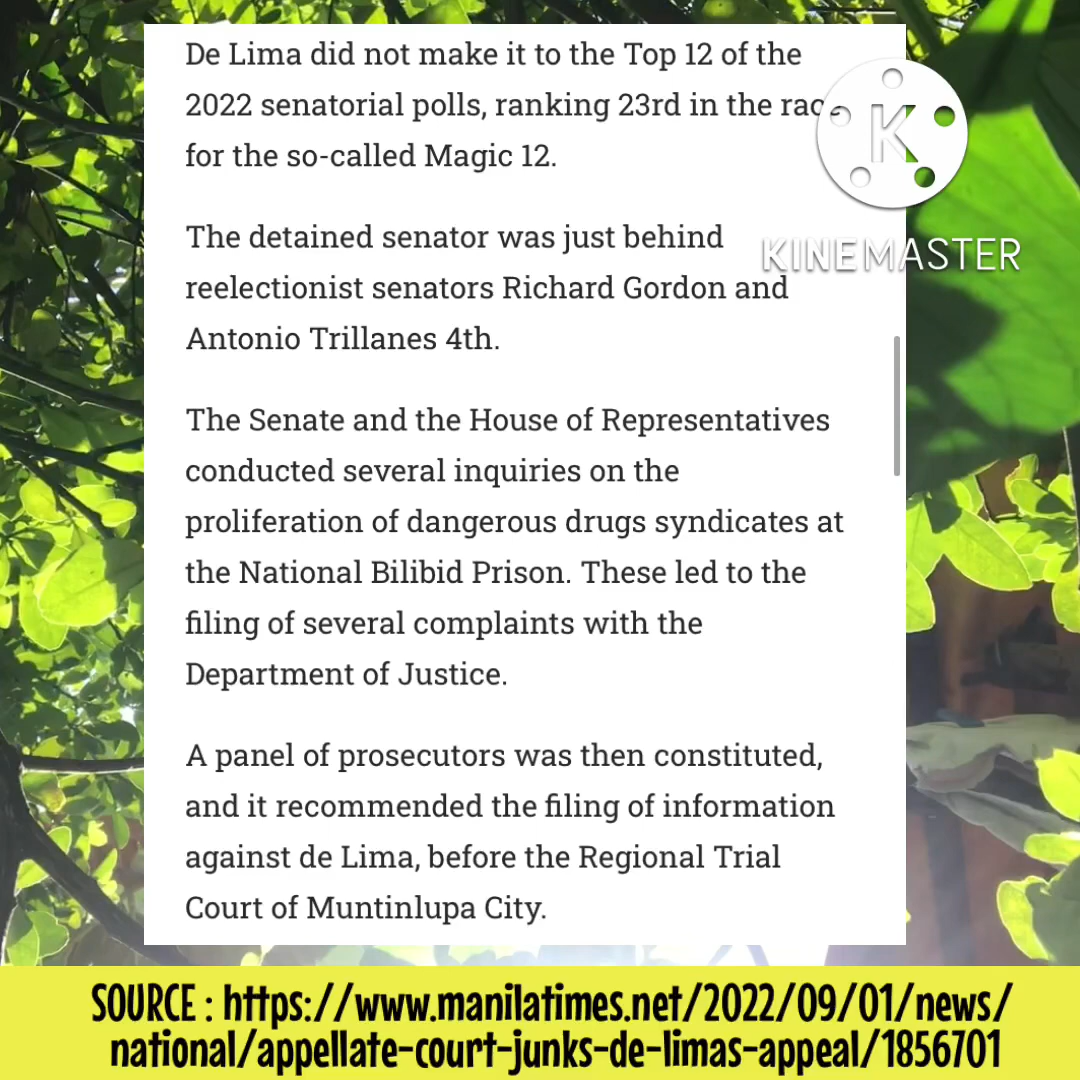 De Lima did not make it to the Top 12 of the
2022 senatorial polls, ranking 23rd in the race
for the so-called Magic 12.
K
KINEMASTER
The detained senator was just behind
reelectionist senators Richard Gordon and
Antonio Trillanes 4th.
The Senate and the House of Representatives
conducted several inquiries on the
proliferation of dangerous drugs syndicates at
the National Bilibid Prison. These led to the
filing of several complaints with the
Department of Justice.
A panel of prosecutors was then constituted,
and it recommended the filing of information
against de Lima, before the Regional Trial
Court of Muntinlupa City.
SOURCE : https://www.manilatimes.net/2022/09/01/news/
national/appellate-court-junks-de-limas-appeal/1856701